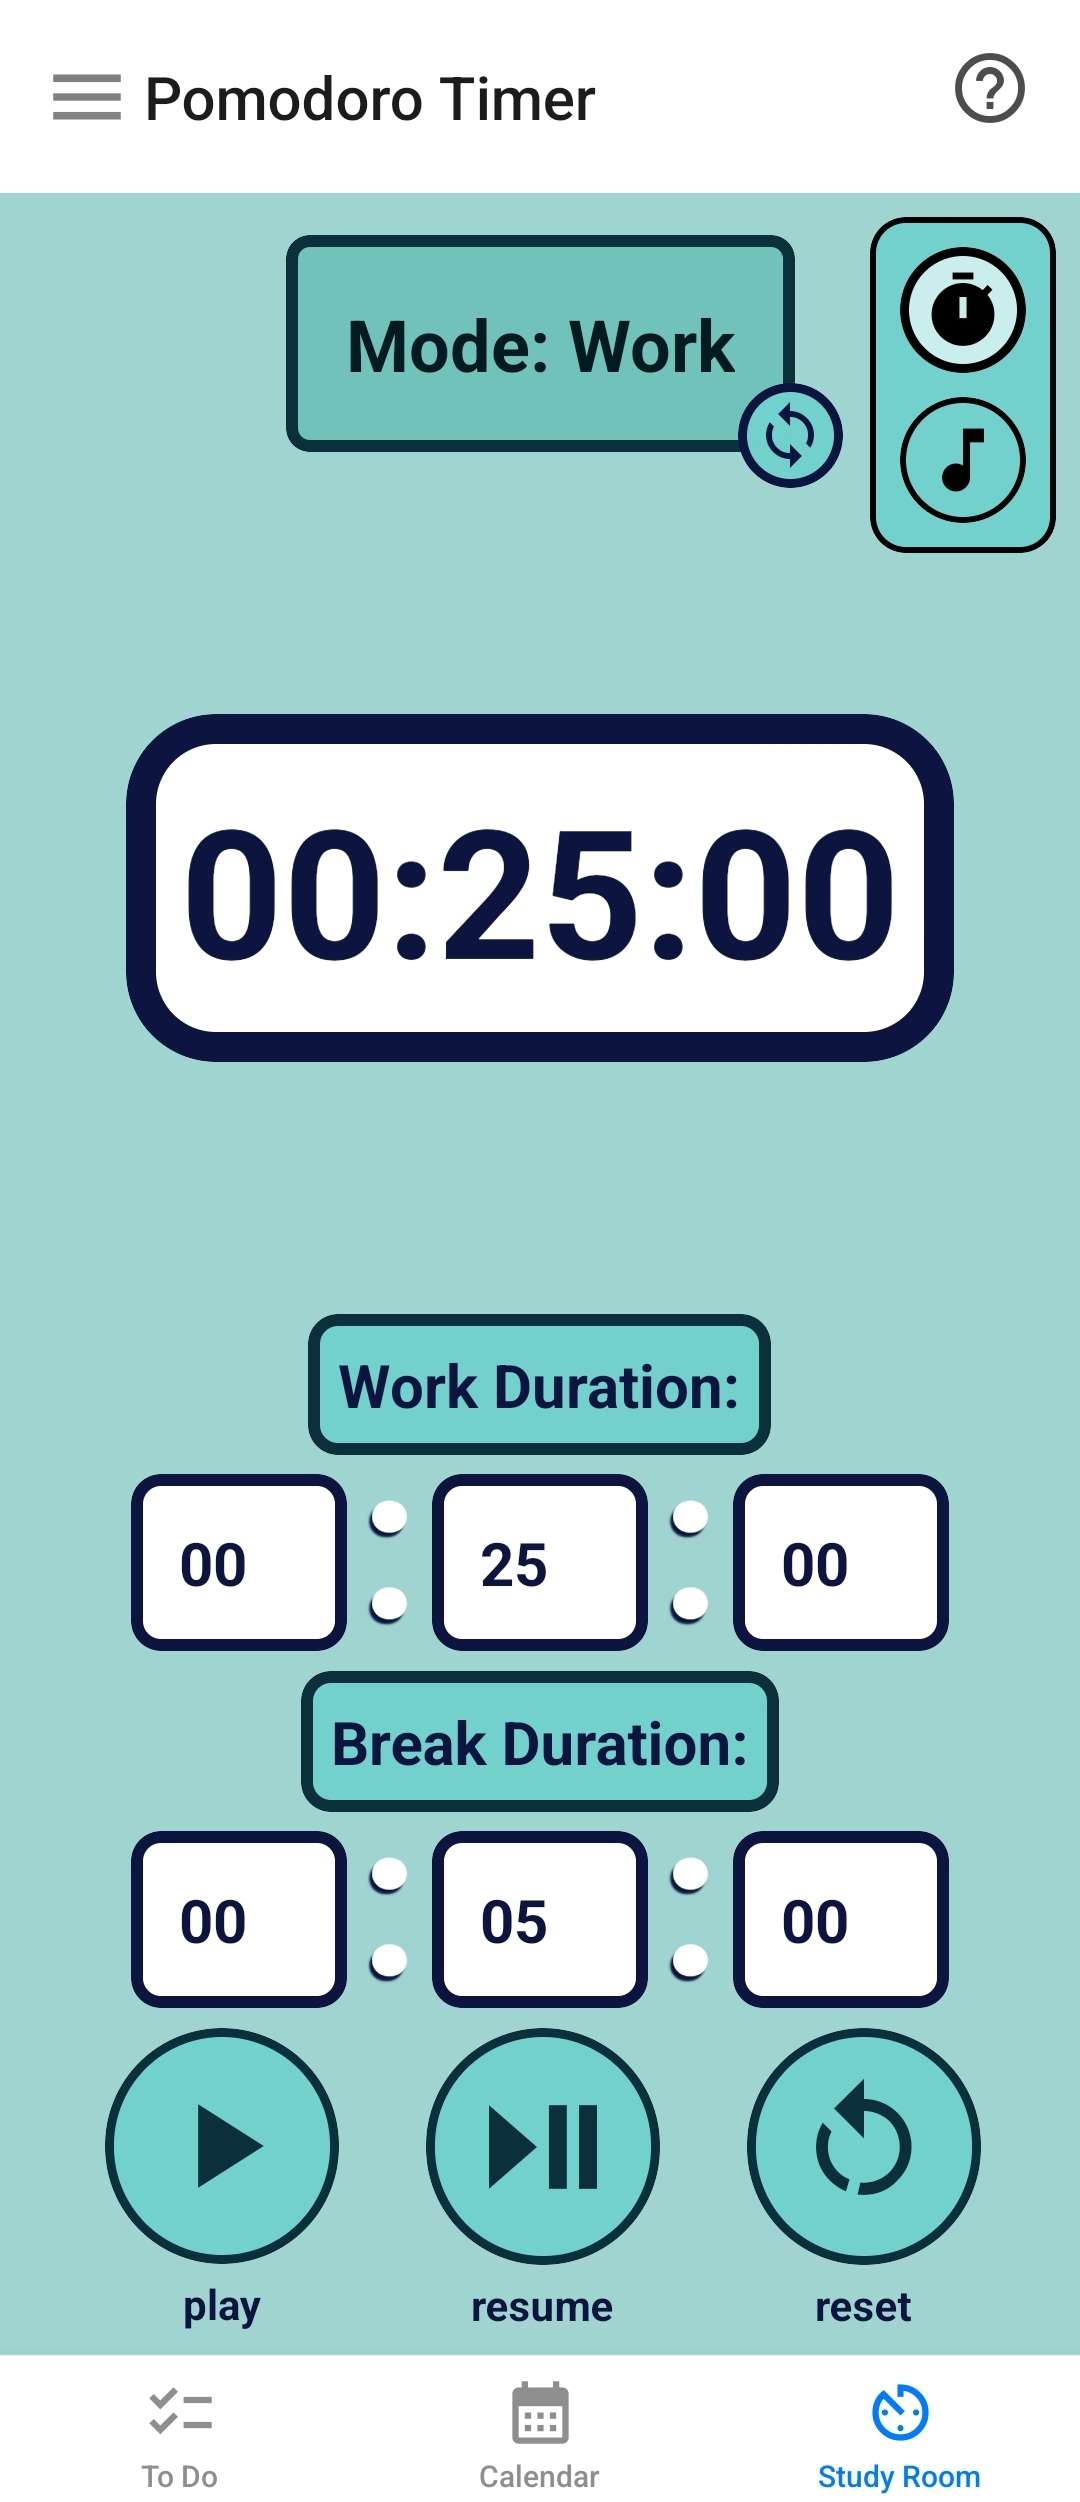 Pomodoro Timer
Mode: Work
00:25:00
Work Duration:
00 : 25 : 00
Break Duration:
00 : 05 : 00
play resume reset
To Do Calendar Study Room